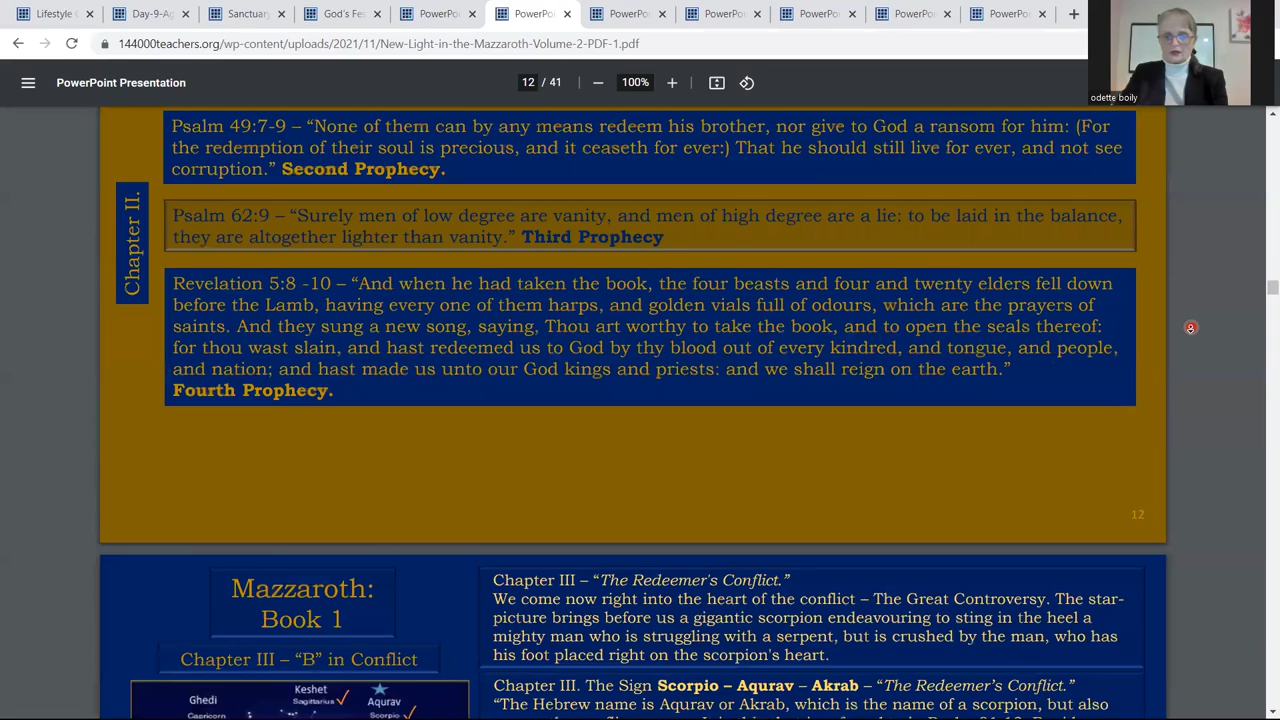 Lifestyle
Day-9-Ag
Sanctuary
God's Fes
PowerPoi
PowerPoi
PowerPoi
PowerPoi
PowerPoi
PowerPoi
PowerPoi
144000teachers.org/wp-content/uploads/2021/11/New-Light-in-the-Mazzaroth-Volume-2-PDF-1.pdf
odette boily
PowerPoint Presentation
12 / 41
100%
Psalm 49:7-9 – “None of them can by any means redeem his brother, nor give to God a ransom for him: (For
the redemption of their soul is precious, and it ceaseth for ever:) That he should still live for ever, and not see
corruption.” Second Prophecy.
Chapter II.
Psalm 62:9 – “Surely men of low degree are vanity, and men of high degree are a lie: to be laid in the balance,
they are altogether lighter than vanity.” Third Prophecy
Revelation 5:8 -10 – “And when he had taken the book, the four beasts and four and twenty elders fell down
before the Lamb, having every one of them harps, and golden vials full of odours, which are the prayers of
saints. And they sung a new song, saying, Thou art worthy to take the book, and to open the seals thereof:
for thou wast slain, and hast redeemed us to God by thy blood out of every kindred, and tongue, and people,
and nation; and hast made us unto our God kings and priests: and we shall reign on the earth.”
Fourth Prophecy.
12
Mazzaroth:
Book 1
Chapter III – “B” in Conflict
Ghedi
Capricorn
Keshet
Sagittarius
Aqurav
Scorpio
Chapter III – “The Redeemer's Conflict.”
We come now right into the heart of the conflict – The Great Controversy. The star-
picture brings before us a gigantic scorpion endeavouring to sting in the heel a
mighty man who is struggling with a serpent, but is crushed by the man, who has
his foot placed right on the scorpion's heart.
Chapter III. The Sign Scorpio – Aqurav – Akrab – “The Redeemer's Conflict.”
“The Hebrew name is Aqurav or Akrab, which is the name of a scorpion, but also